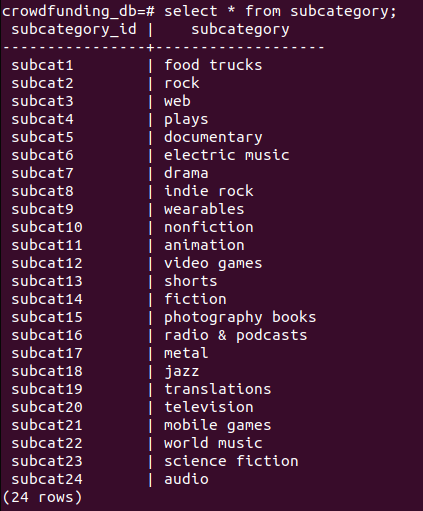 crowdfunding_db=# select * from subcategory;
 subcategory_id |    subcategory
----------------+-------------------
 subcat1        | food trucks
 subcat2        | rock
 subcat3        | web
 subcat4        | plays
 subcat5        | documentary
 subcat6        | electric music
 subcat7        | drama
 subcat8        | indie rock
 subcat9        | wearables
 subcat10       | nonfiction
 subcat11       | animation
 subcat12       | video games
 subcat13       | shorts
 subcat14       | fiction
 subcat15       | photography books
 subcat16       | radio & podcasts
 subcat17       | metal
 subcat18       | jazz
 subcat19       | translations
 subcat20       | television
 subcat21       | mobile games
 subcat22       | world music
 subcat23       | science fiction
 subcat24       | audio
(24 rows)